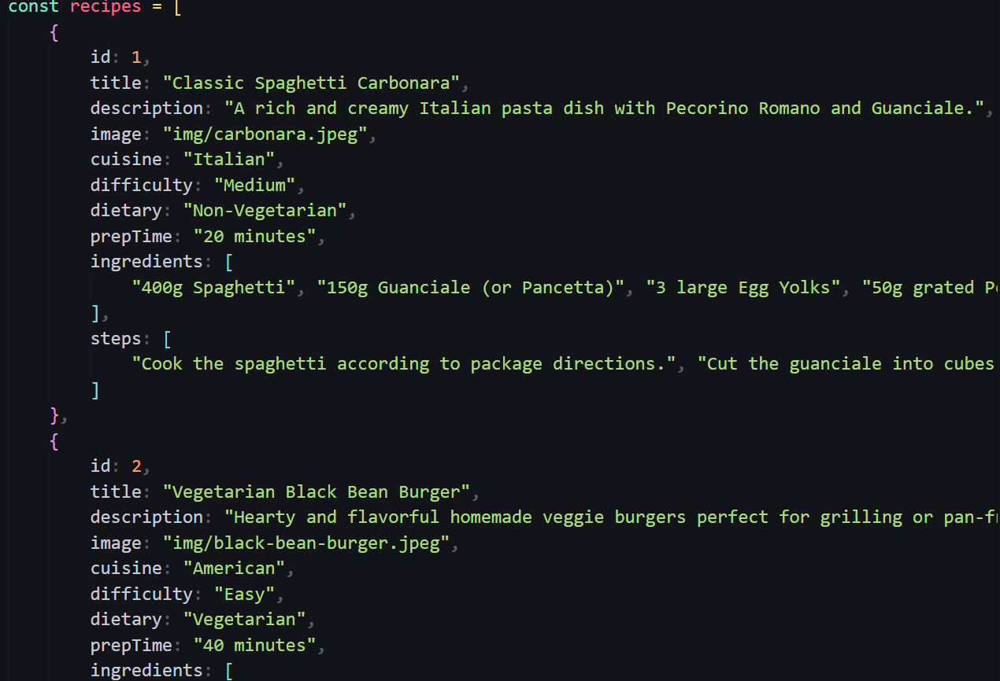 const recipes = [
{
id: 1,
title: "Classic Spaghetti Carbonara",
description: "A rich and creamy Italian pasta dish with Pecorino Romano and Guanciale.",
image: "img/carbonara.jpeg",
cuisine: "Italian",
difficulty: "Medium",
dietary: "Non-Vegetarian",
prepTime: "20 minutes",
ingredients: [
"400g Spaghetti", "150g Guanciale (or Pancetta)", "3 large Egg Yolks", "50g grated
],
steps: [
"Cook the spaghetti according to package directions.", "Cut the guanciale into cubes
]
},
{
id: 2,
title: "Vegetarian Black Bean Burger",
description: "Hearty and flavorful homemade veggie burgers perfect for grilling or
image: "img/black-bean-burger.jpeg",
cuisine: "American",
difficulty: "Easy",
dietary: "Vegetarian",
prepTime: "40 minutes",
ingredients: [